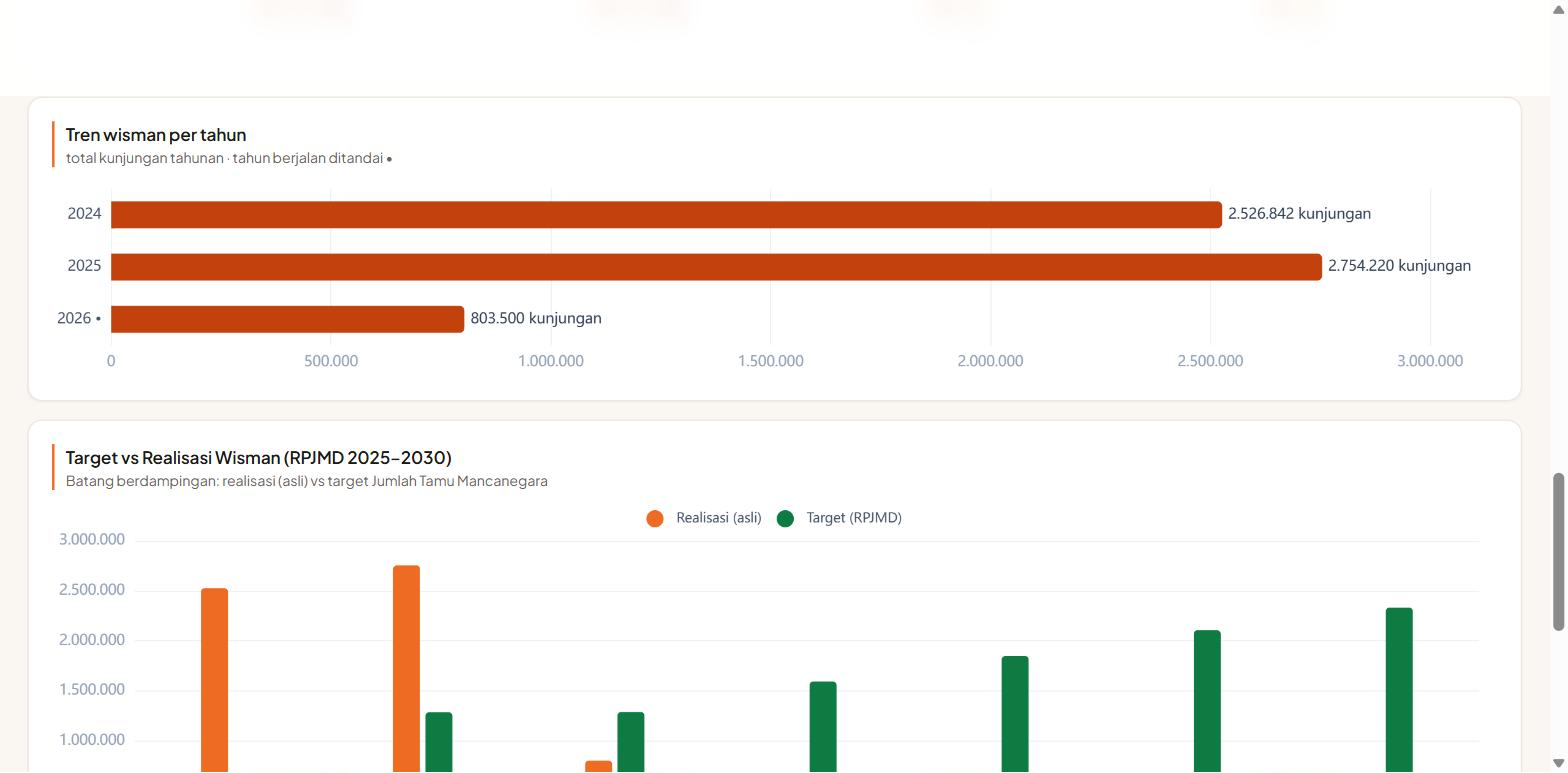 Tren wisman per tahun
total kunjungan tahunan · tahun berjalan ditandai •
2024
2.526.842 kunjungan
2025
2.754.220 kunjungan
2026 •
803.500 kunjungan
0
500.000
1.000.000
1.500.000
2.000.000
2.500.000
3.000.000
Target vs Realisasi Wisman (RPJMD 2025–2030)
Batang berdampingan: realisasi (asli) vs target Jumlah Tamu Mancanegara
Realisasi (asli)
Target (RPJMD)
3.000.000
2.500.000
2.000.000
1.500.000
1.000.000